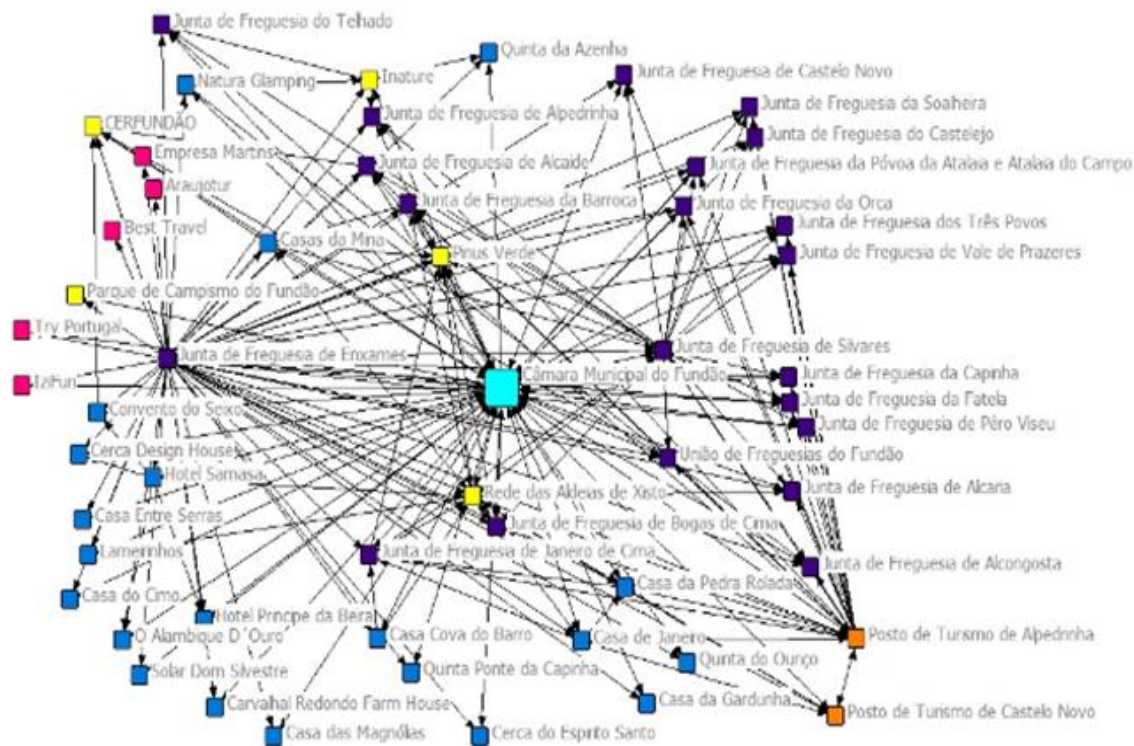 Junta de Freguesia do Telhado
Quinta da Azenha
Natura Glamping
Inature
Junta de Freguesia de Castelo Novo
Junta de Freguesia da Soalheira
Junta de Freguesia de Alpedrinha
CERFUNDÃO
Junta de Freguesia do Castelejo
Empresa Martins
Junta de Freguesia de Alcaide
Junta de Freguesia da Póvoa da Atalaia e Atalaia do Campo
Araujotur
Junta de Freguesia da Barroca
Junta de Freguesia da Orca
Best Travel
Junta de Freguesia dos Três Povos
Casas da Mina
Pinus Verde
Junta de Freguesia de Vale de Prazeres
Parque de Campismo do Fundão
Try Portugal
Junta de Freguesia de Enxames
Junta de Freguesia de Silvares
Câmara Municipal do Fundão
Junta de Freguesia da Capinha
IziFun
Junta de Freguesia da Fatela
Convento do Seixo
Junta de Freguesia de Pêro Viseu
Cerca Design House
União de Freguesias do Fundão
Hotel Samasa
Rede das Aldeias de Xisto
Junta de Freguesia de Alcaria
Casa Entre Serras
Junta de Freguesia de Bogas de Cima
Lameirinhos
Junta de Freguesia de Janeiro de Cima
Junta de Freguesia de Alcongosta
Casa da Pedra Rolada
Casa do Cimo
Hotel Principe da Beira
O Alambique D´Ouro
Casa Cova do Barro
Casa de Janeiro
Posto de Turismo de Alpedrinha
Quinta do Ouriço
Solar Dom Silvestre
Quinta Ponte da Capinha
Carvalhal Redondo Farm House
Casa da Gardunha
Posto de Turismo de Castelo Novo
Casa das Magnólias
Cerca do Espirito Santo